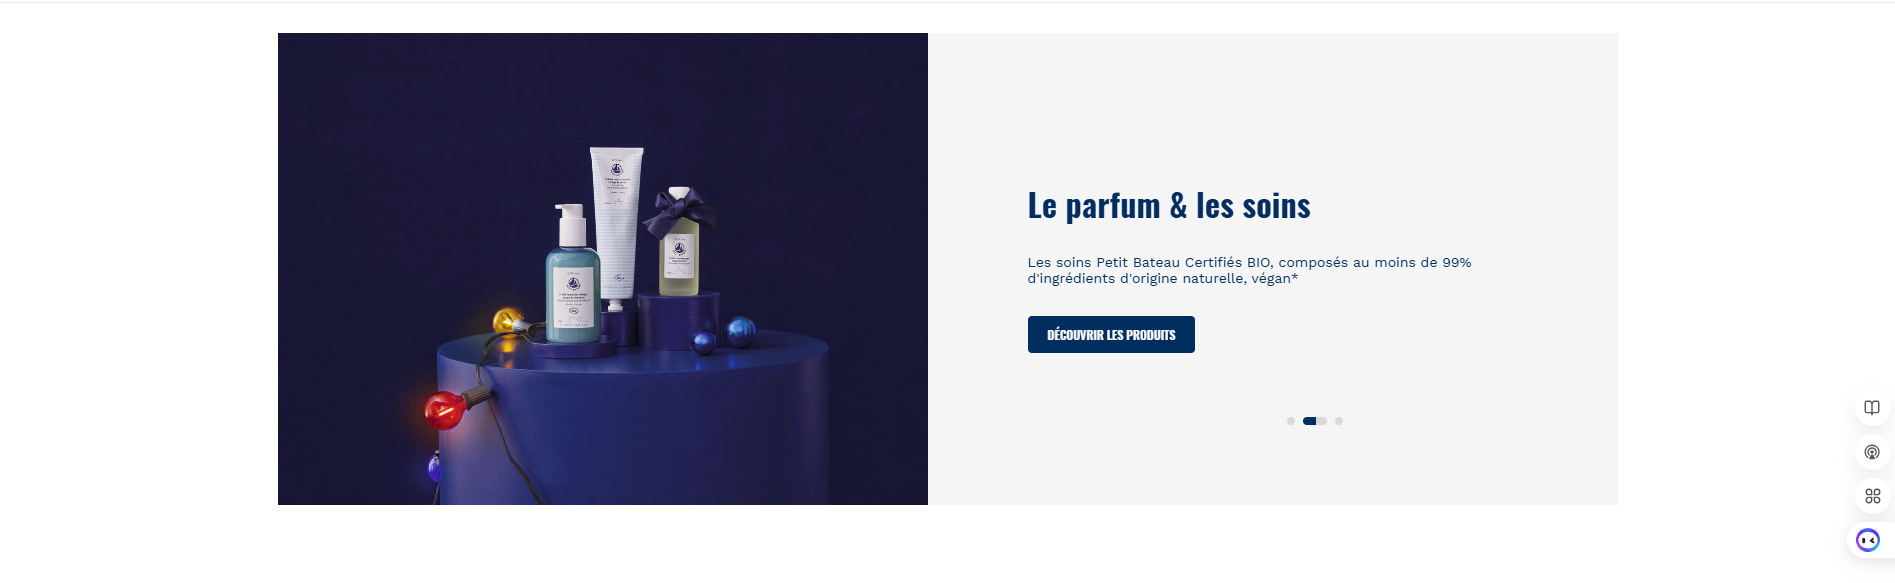 Le parfum & les soins
Les soins Petit Bateau Certifiés BIO, composés au moins de 99%
d'ingrédients d'origine naturelle, végan*
DÉCOUVRIR LES PRODUITS